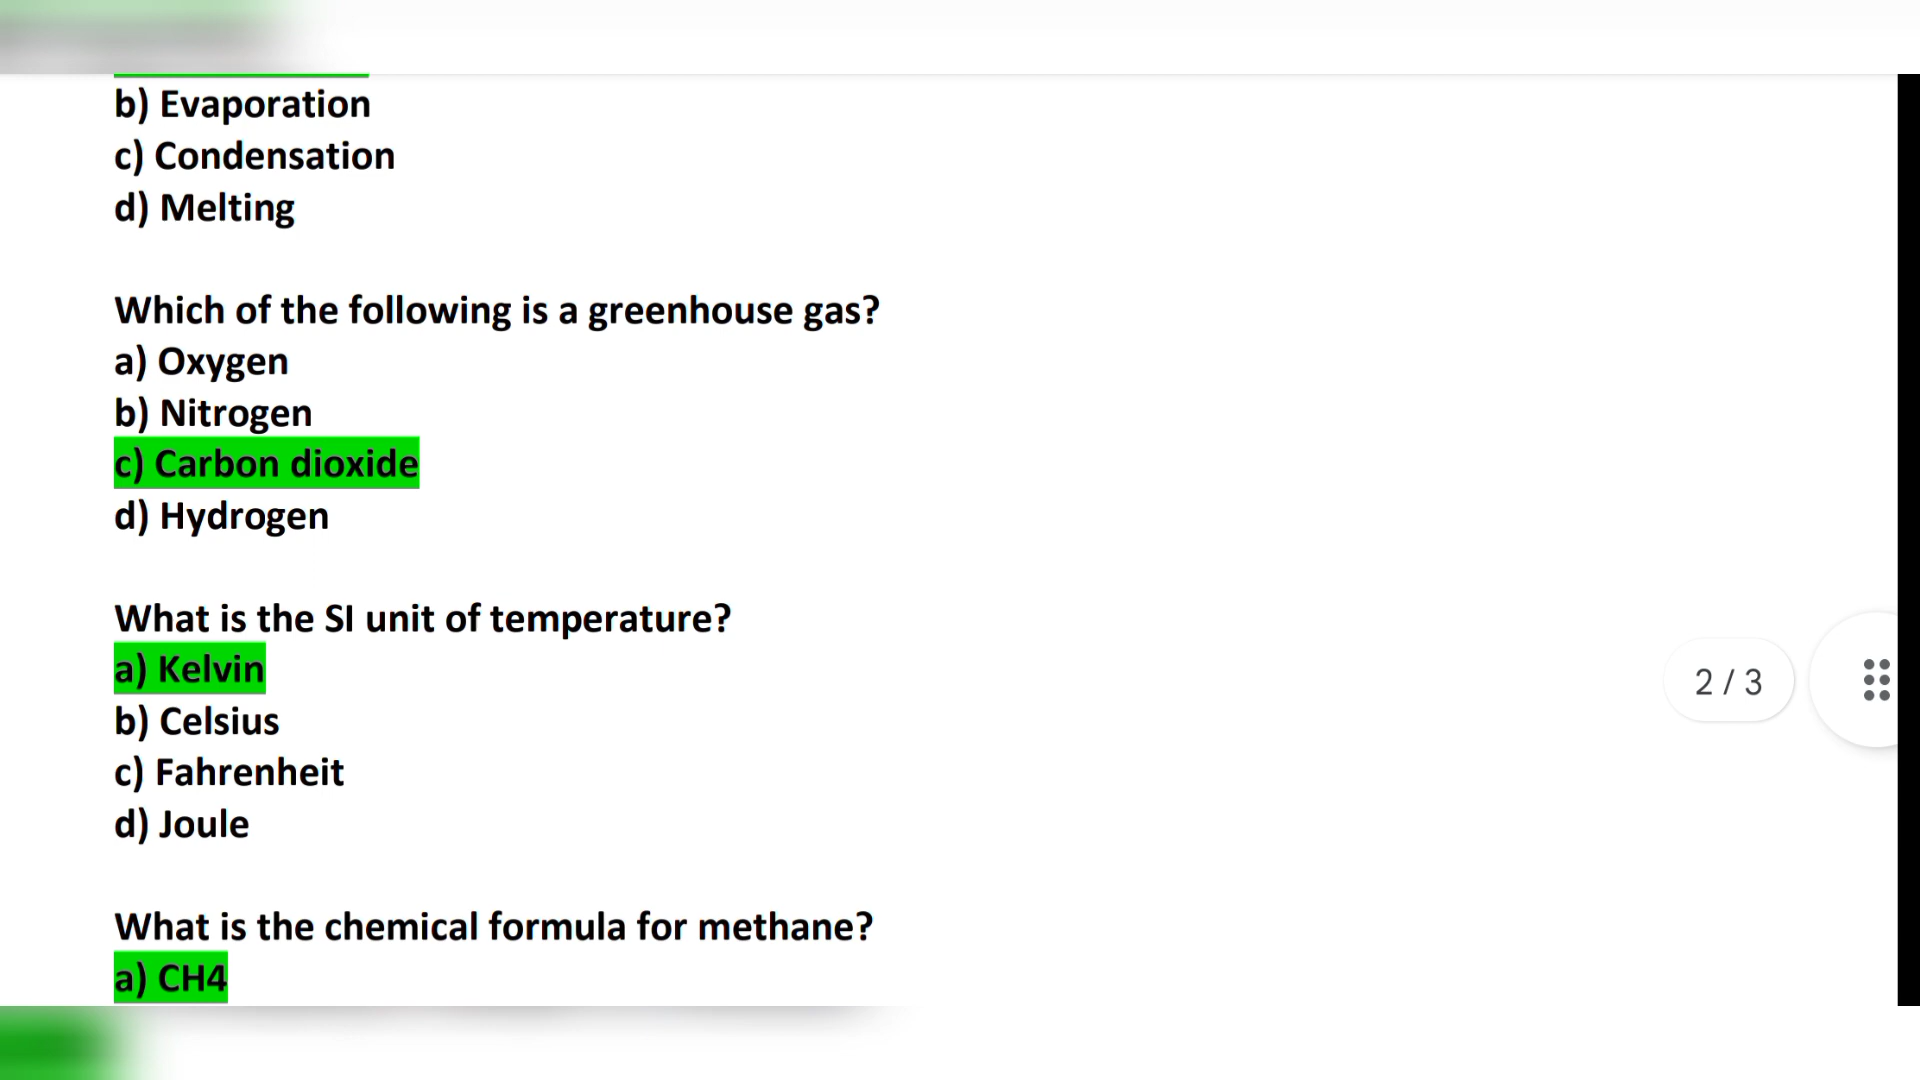 b) Evaporation
c) Condensation
d) Melting
Which of the following is a greenhouse gas?
a) Oxygen
b) Nitrogen
c) Carbon dioxide
d) Hydrogen
What is the SI unit of temperature?
a) Kelvin
b) Celsius
c) Fahrenheit
d) Joule
2 / 3
What is the chemical formula for methane?
a) CH4